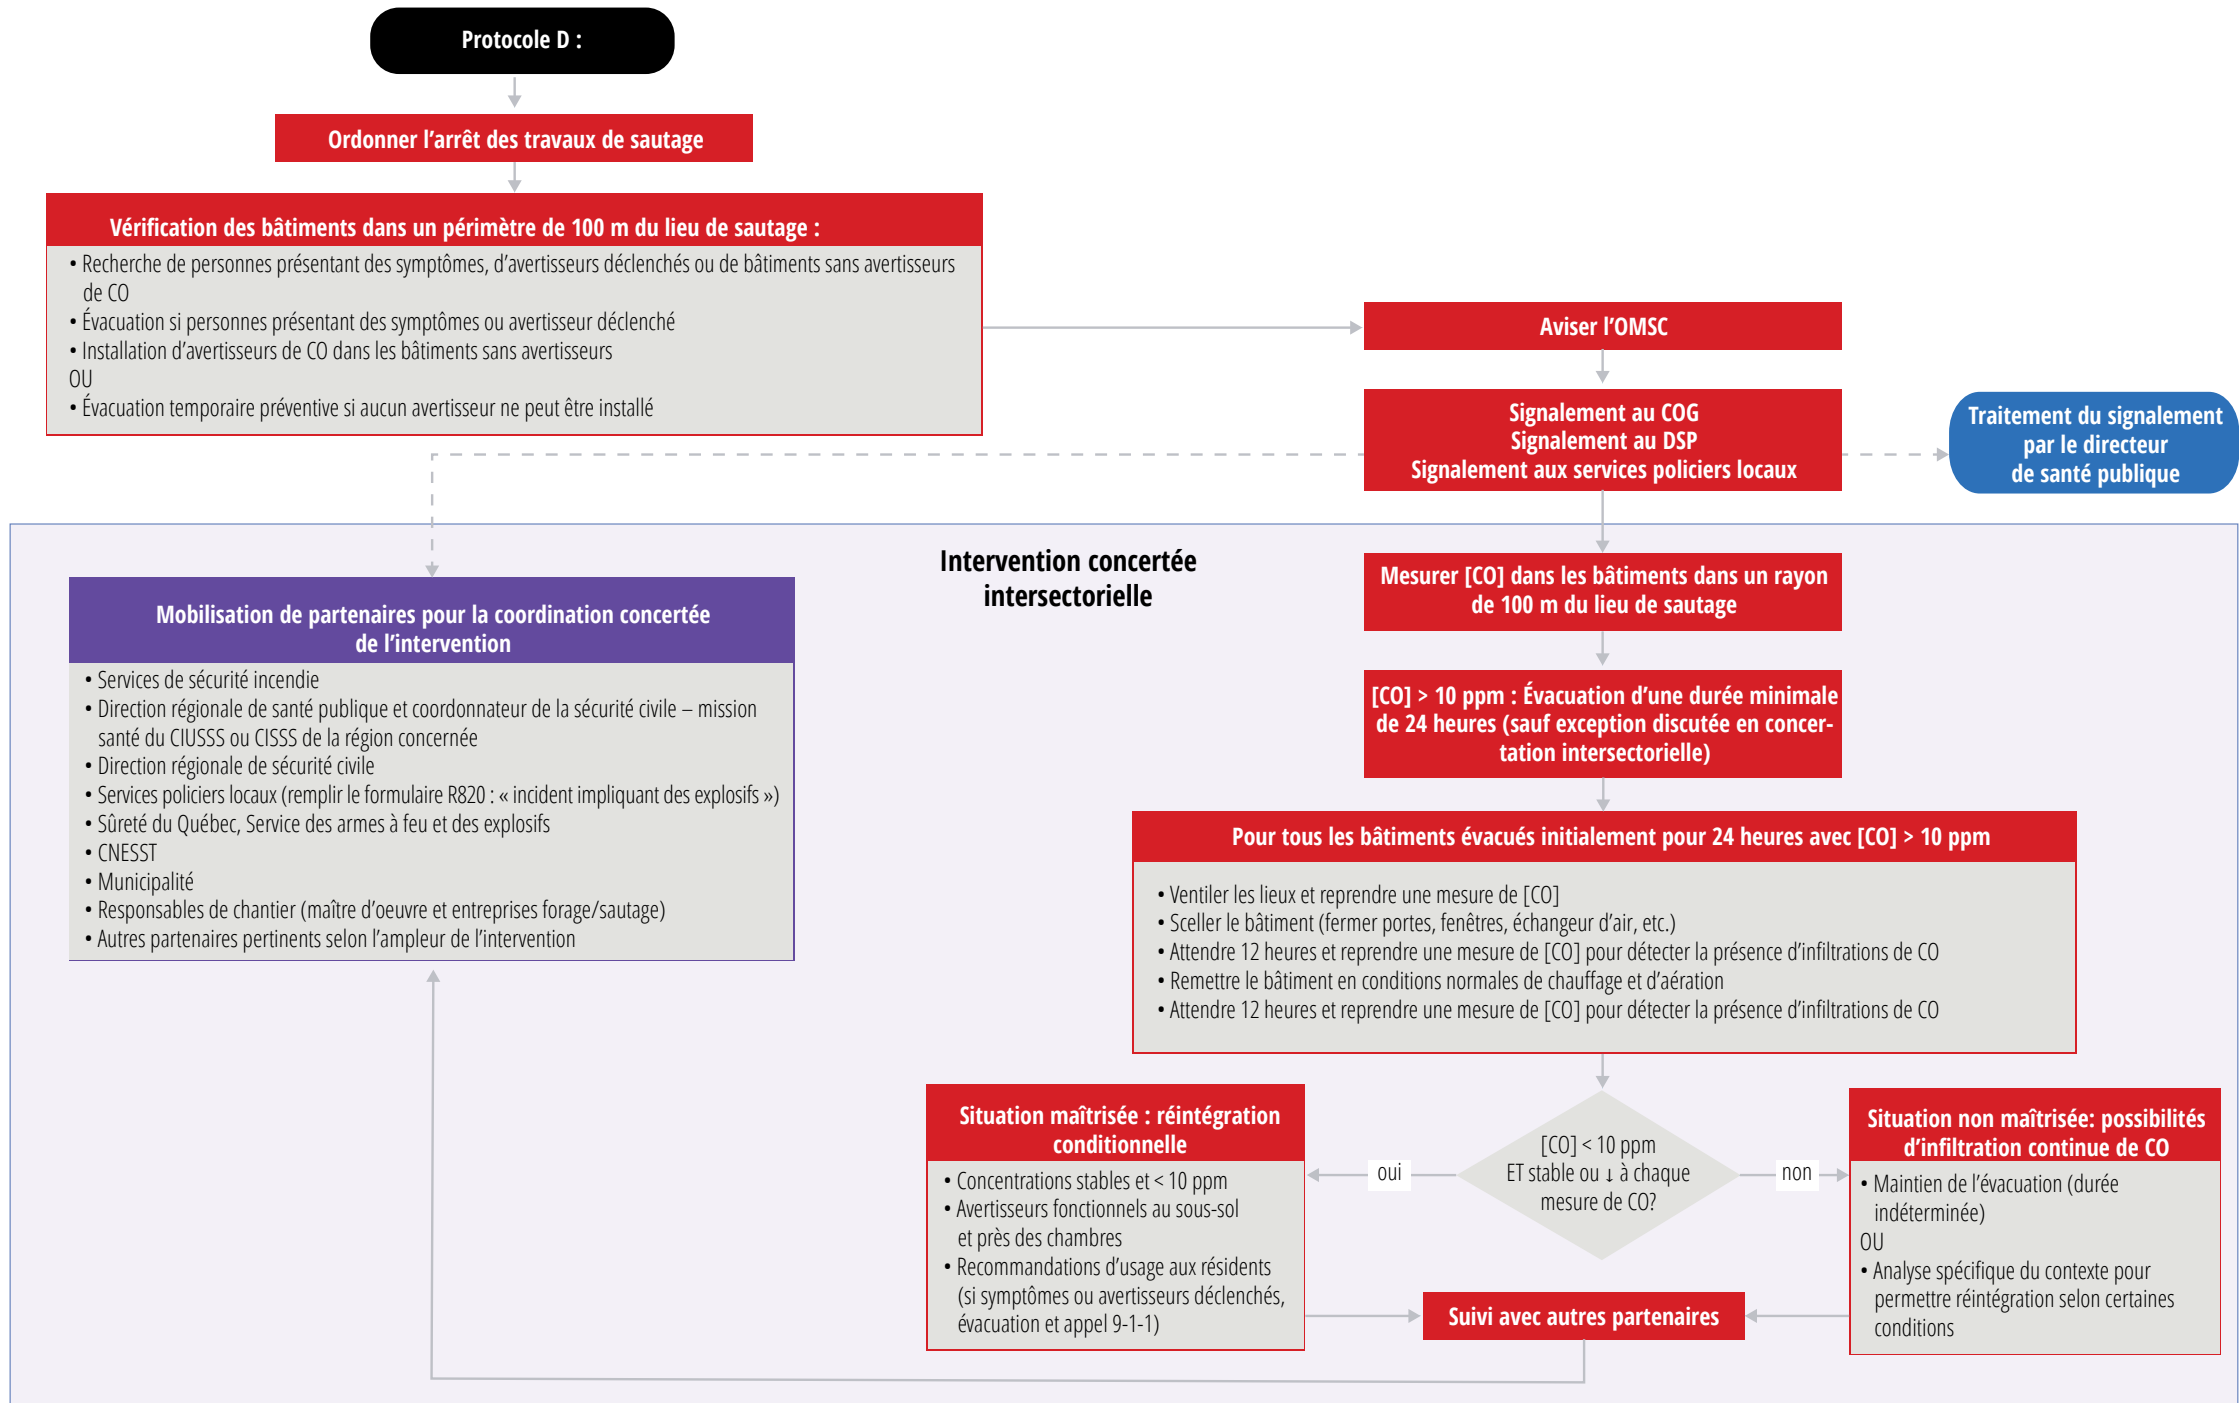 Protocole D :
Ordonner l’arrêt des travaux de sautage
Vérification des bâtiments dans un périmètre de 100 m du lieu de sautage :
• Recherche de personnes présentant des symptômes, d’avertisseurs déclenchés ou de bâtiments sans avertisseurs
de CO
• Évacuation si personnes présentant des symptômes ou avertisseur déclenché
• Installation d’avertisseurs de CO dans les bâtiments sans avertisseurs
OU
• Évacuation temporaire préventive si aucun avertisseur ne peut être installé
Aviser l’OMSC
Signalement au COG
Signalement au DSP
Signalement aux services policiers locaux
Traitement du signalement
par le directeur
de santé publique
Intervention concertée
intersectorielle
Mobilisation de partenaires pour la coordination concertée
de l’intervention
• Services de sécurité incendie
• Direction régionale de santé publique et coordonnateur de la sécurité civile – mission
santé du CIUSSS ou CISSS de la région concernée
• Direction régionale de sécurité civile
• Services policiers locaux (remplir le formulaire R820 : « incident impliquant des explosifs »)
• Sûreté du Québec, Service des armes à feu et des explosifs
• CNESST
• Municipalité
• Responsables de chantier (maître d'oeuvre et entreprises forage/sautage)
• Autres partenaires pertinents selon l’ampleur de l’intervention
Mesurer [CO] dans les bâtiments dans un rayon
de 100 m du lieu de sautage
[CO] > 10 ppm : Évacuation d’une durée minimale
de 24 heures (sauf exception discutée en concer-
tation intersectorielle)
Pour tous les bâtiments évacués initialement pour 24 heures avec [CO] > 10 ppm
• Ventiler les lieux et reprendre une mesure de [CO]
• Sceller le bâtiment (fermer portes, fenêtres, échangeur d’air, etc.)
• Attendre 12 heures et reprendre une mesure de [CO] pour détecter la présence d’infiltrations de CO
• Remettre le bâtiment en conditions normales de chauffage et d’aération
• Attendre 12 heures et reprendre une mesure de [CO] pour détecter la présence d’infiltrations de CO
Situation maîtrisée : réintégration
conditionnelle
• Concentrations stables et < 10 ppm
• Avertisseurs fonctionnels au sous-sol
et près des chambres
• Recommandations d’usage aux résidents
(si symptômes ou avertisseurs déclenchés,
évacuation et appel 9-1-1)
oui
[CO] < 10 ppm
ET stable ou ↓ à chaque
mesure de CO?
non
Situation non maîtrisée: possibilités
d’infiltration continue de CO
• Maintien de l’évacuation (durée
indéterminée)
OU
• Analyse spécifique du contexte pour
permettre réintégration selon certaines
conditions
Suivi avec autres partenaires